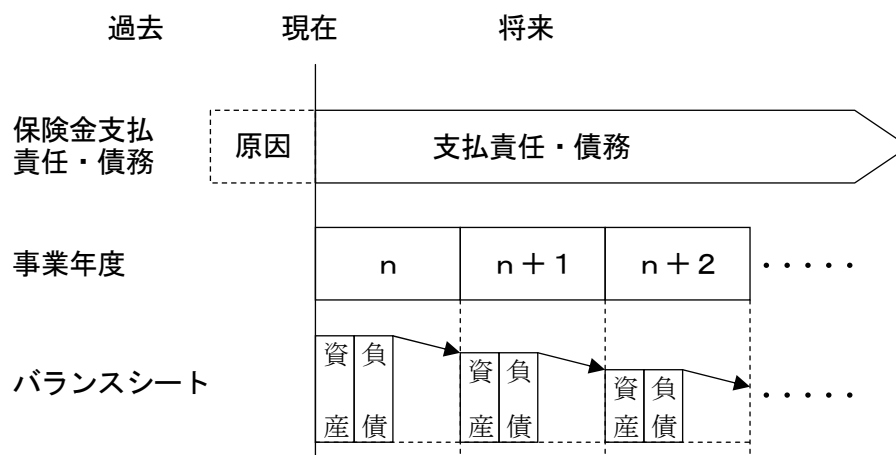 過去 現在 将来
保険金支払
責任・債務
原因 支払責任・債務
事業年度 n n+1 n+2 ・・・・・
バランスシート 資産 負債 資産 負債 資産 負債 ・・・・・